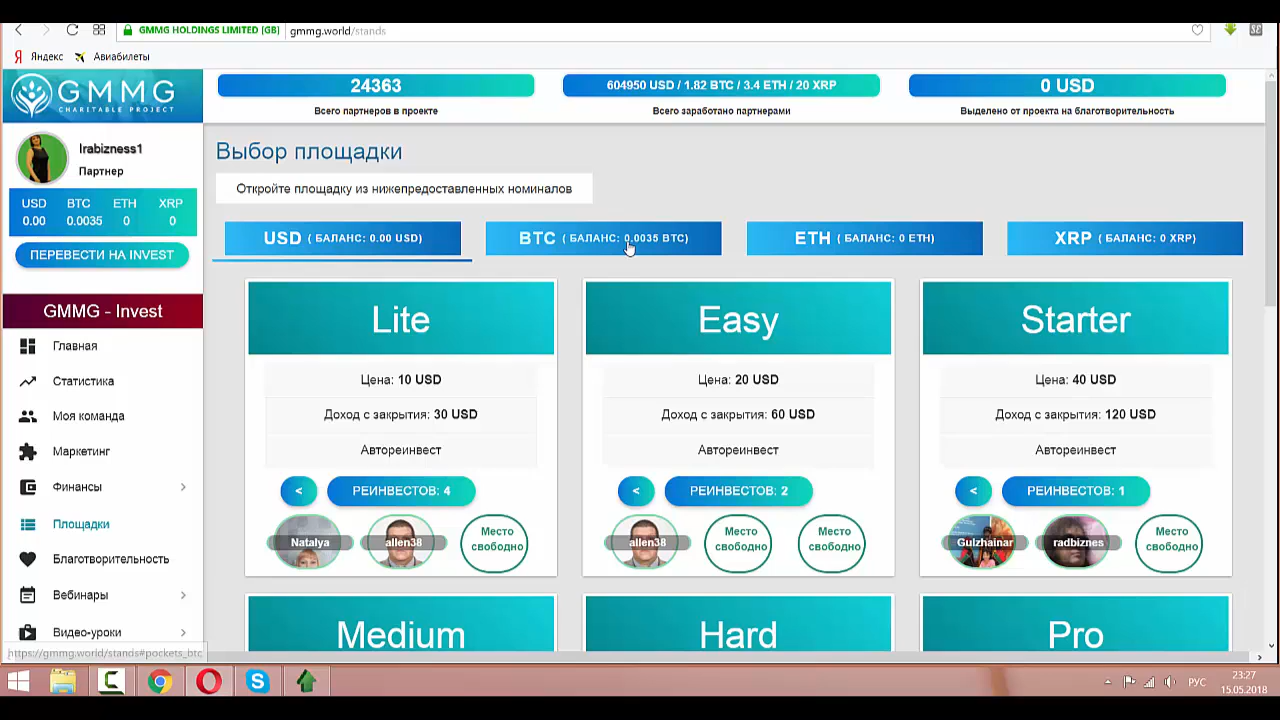 GMMG HOLDINGS LIMITED (GB)
gmmg.world/stands
Яндекс
Авиабилеты
GMMG
CHARITABLE PROJECT
24363
Всего партнеров в проекте
604950 USD / 1.82 BTC / 3.4 ETH / 20 XRP
Всего заработано партнерами
0 USD
Выделено от проекта на благотворительность
Irabizness1
Партнер
USD BTC ETH XRP
0.00 0.0035 0 0
ПЕРЕВЕСТИ НА INVEST
GMMG - Invest
Главная
Статистика
Моя команда
Маркетинг
Финансы
Площадки
Благотворительность
Вебинары
Видео-уроки
https://gmmg.world/stands#pockets_btc
Выбор площадки
Откройте площадку из нижепредоставленных номиналов
USD ( БАЛАНС: 0.00 USD)
BTC ( БАЛАНС: 0.0035 BTC)
ETH ( БАЛАНС: 0 ETH)
XRP ( БАЛАНС: 0 XRP)
Lite
Цена: 10 USD
Доход с закрытия: 30 USD
Автореинвест
<
РЕИНВЕСТОВ: 4
Natalya
allen38
Место
свободно
Easy
Цена: 20 USD
Доход с закрытия: 60 USD
Автореинвест
<
РЕИНВЕСТОВ: 2
allen38
Место
свободно
Место
свободно
Starter
Цена: 40 USD
Доход с закрытия: 120 USD
Автореинвест
<
РЕИНВЕСТОВ: 1
Gulzhainar
radbiznes
Место
свободно
Medium
Hard
Pro
РУС
23:27
15.05.2018